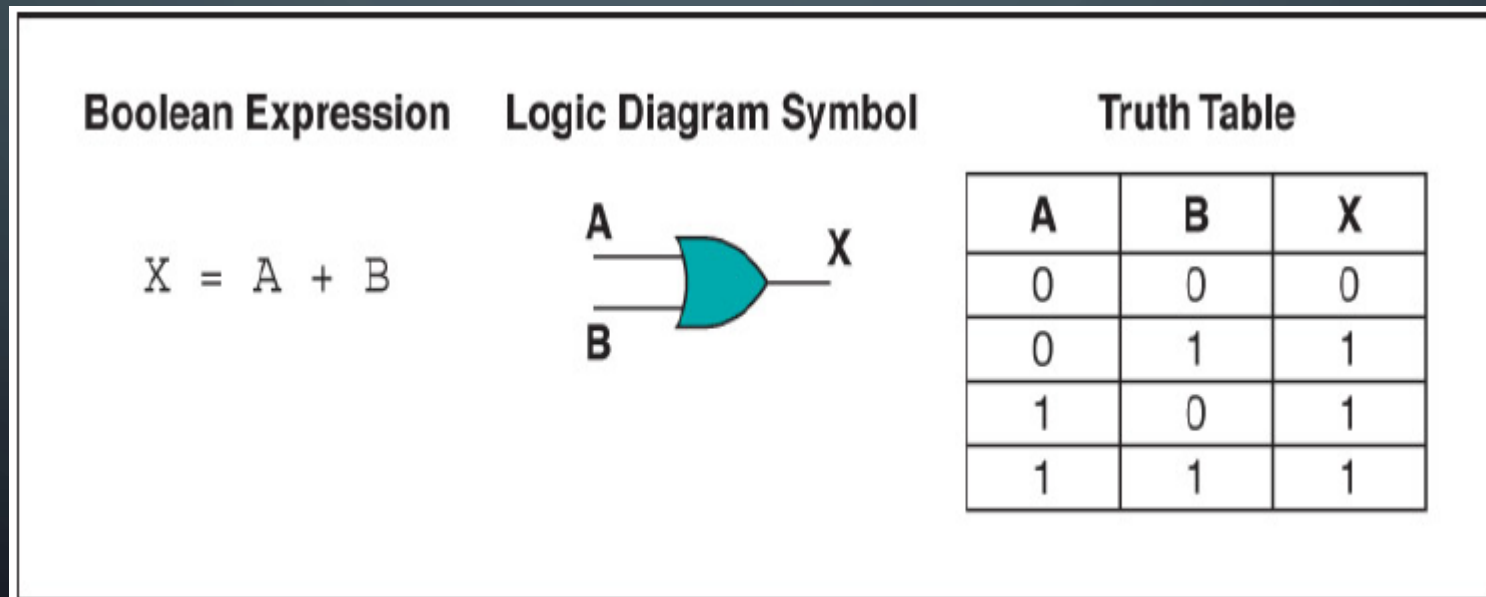 Boolean Expression Logic Diagram Symbol Truth Table
X = A + B
A
B
X
A B X
0 0 0
0 1 1
1 0 1
1 1 1